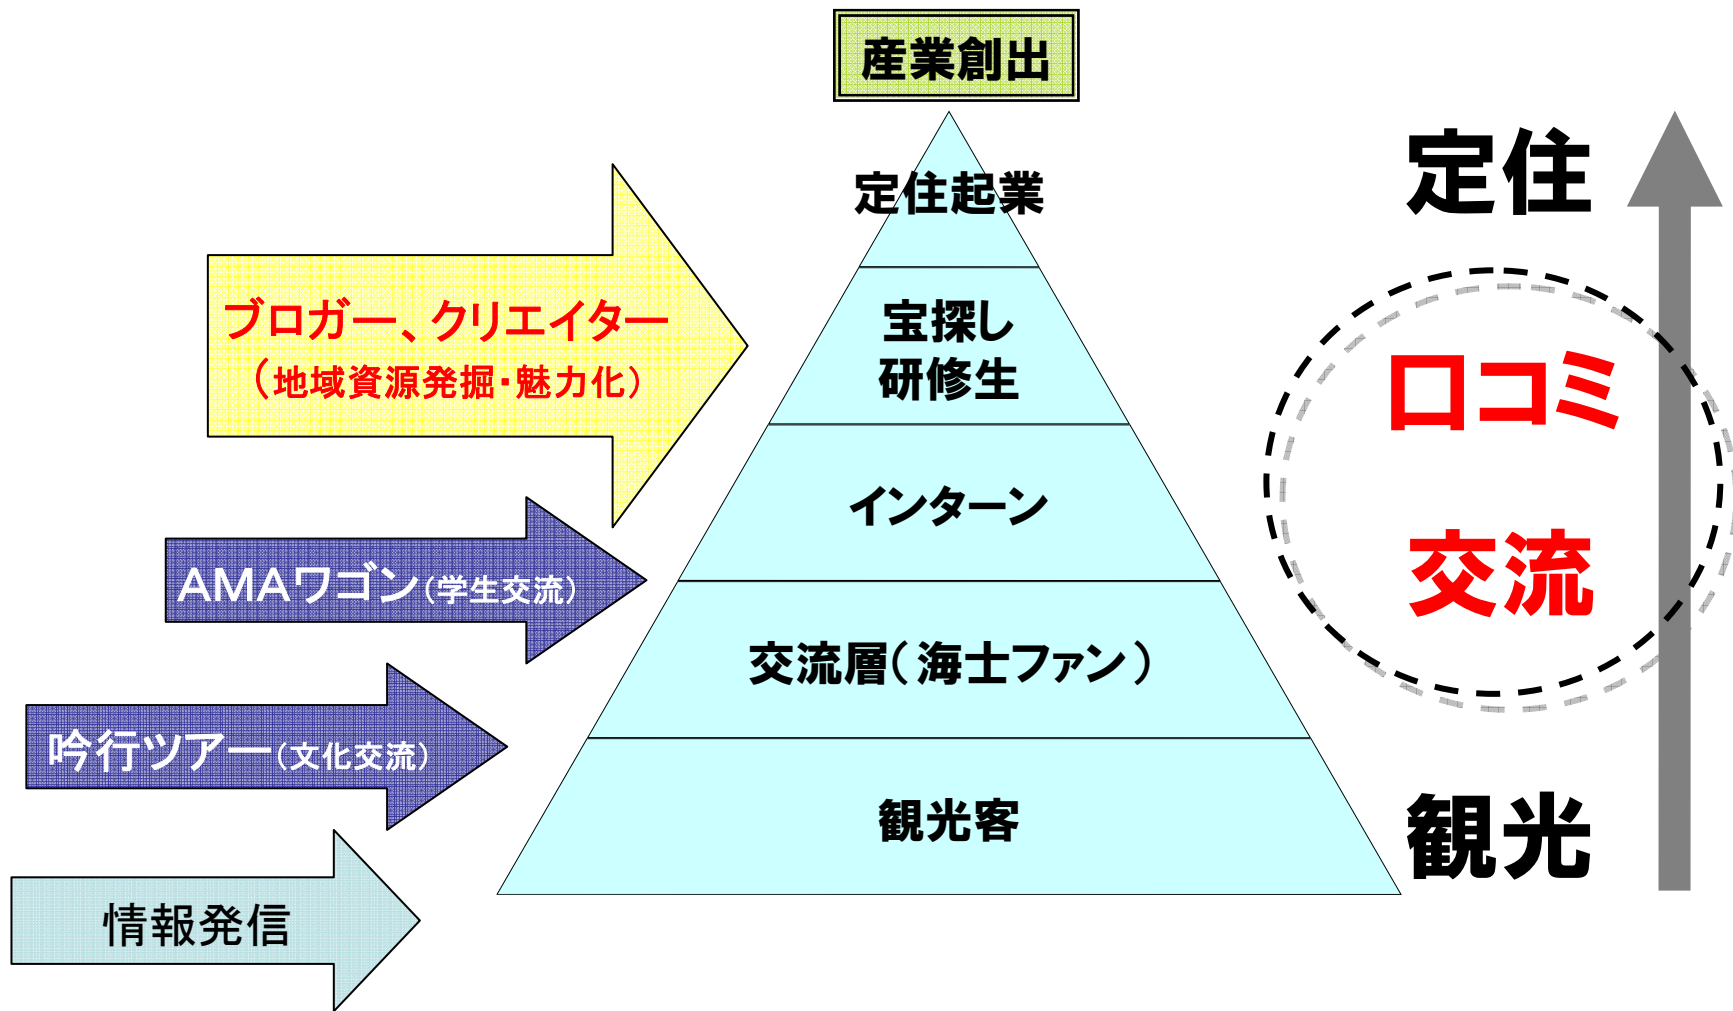 産業創出
定住起業
宝探し
研修生
インターン
交流層(海士ファン)
観光客
ブロガー、クリエイター
(地域資源発掘・魅力化)
AMAワゴン(学生交流)
吟行ツアー(文化交流)
情報発信
定住
口コミ
交流
観光